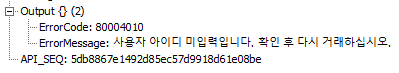 Output {} (2)
ErrorCode: 80004010
ErrorMessage: 사용자 아이디 미입력입니다. 확인 후 다시 거래하십시오.
API_SEQ: 5db8867e1492d85ec57d9918d61e08be